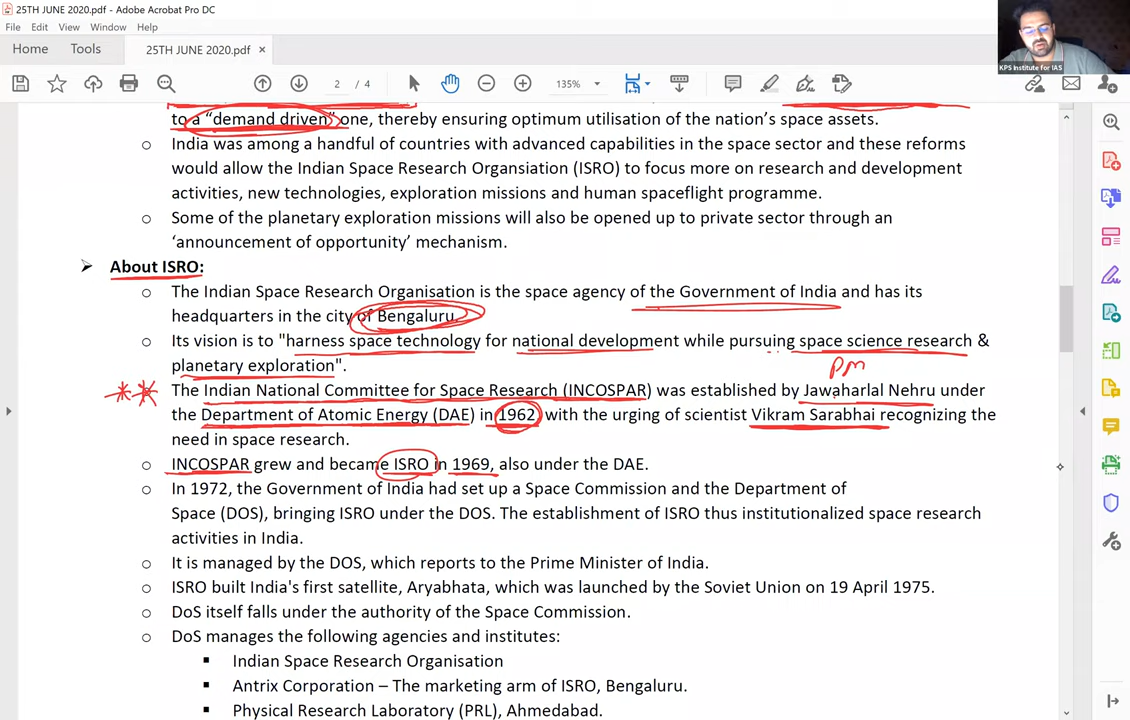 25TH JUNE 2020.pdf - Adobe Acrobat Pro DC
File Edit View Window Help
Home Tools 25TH JUNE 2020.pdf ×
2 / 4 135%
KPS Institute for IAS
to a “demand driven” one, thereby ensuring optimum utilisation of the nation’s space assets.
India was among a handful of countries with advanced capabilities in the space sector and these reforms
would allow the Indian Space Research Organsiation (ISRO) to focus more on research and development
activities, new technologies, exploration missions and human spaceflight programme.
Some of the planetary exploration missions will also be opened up to private sector through an
‘announcement of opportunity’ mechanism.
About ISRO:
The Indian Space Research Organisation is the space agency of the Government of India and has its
headquarters in the city of Bengaluru.
Its vision is to "harness space technology for national development while pursuing space science research &
planetary exploration".
PM
The Indian National Committee for Space Research (INCOSPAR) was established by Jawaharlal Nehru under
the Department of Atomic Energy (DAE) in 1962 with the urging of scientist Vikram Sarabhai recognizing the
need in space research.
INCOSPAR grew and became ISRO in 1969, also under the DAE.
In 1972, the Government of India had set up a Space Commission and the Department of
Space (DOS), bringing ISRO under the DOS. The establishment of ISRO thus institutionalized space research
activities in India.
It is managed by the DOS, which reports to the Prime Minister of India.
ISRO built India's first satellite, Aryabhata, which was launched by the Soviet Union on 19 April 1975.
DoS itself falls under the authority of the Space Commission.
DoS manages the following agencies and institutes:
Indian Space Research Organisation
Antrix Corporation – The marketing arm of ISRO, Bengaluru.
Physical Research Laboratory (PRL), Ahmedabad.